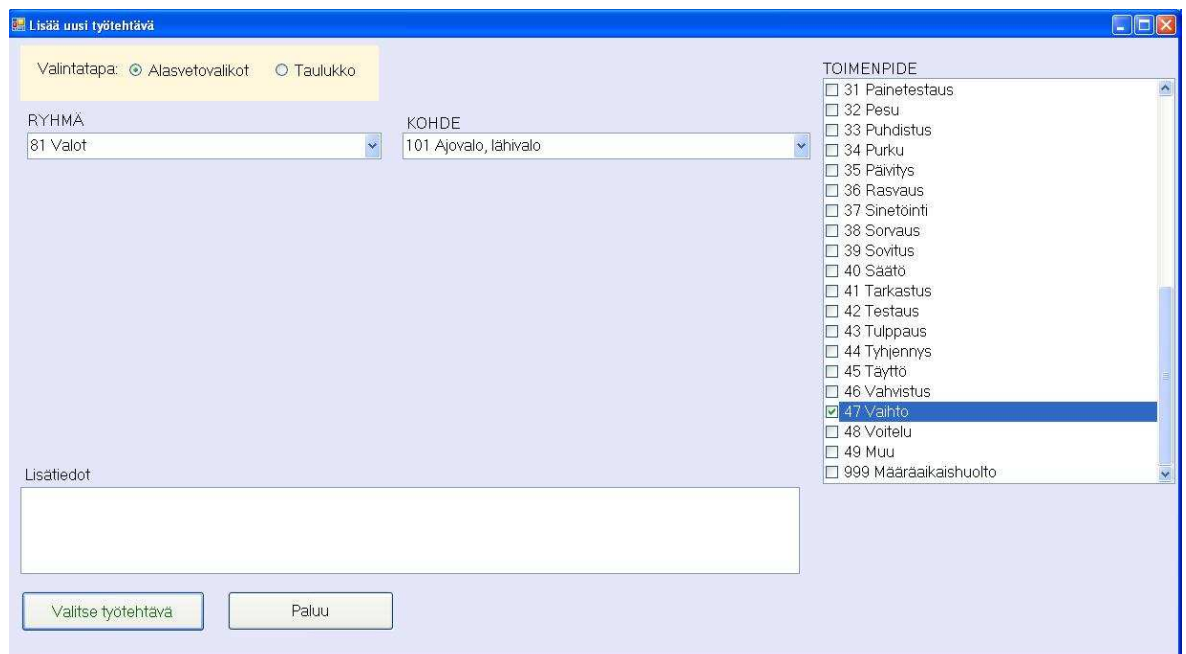 Lisää uusi työtehtävä
Valintatapa: Alasvetovalikot Taulukko
RYHMÄ
81 Valot
KOHDE
101 Ajovalo, lähivalo
TOIMENPIDE
31 Painetestaus
32 Pesu
33 Puhdistus
34 Purku
35 Päivitys
36 Rasvaus
37 Sinetöinti
38 Sorvaus
39 Sovitus
40 Säätö
41 Tarkastus
42 Testaus
43 Tulppaus
44 Tyhjennys
45 Täyttö
46 Vahvistus
47 Vaihto
48 Voitelu
49 Muu
999 Määräaikaishuolto
Lisätiedot
Valitse työtehtävä
Paluu